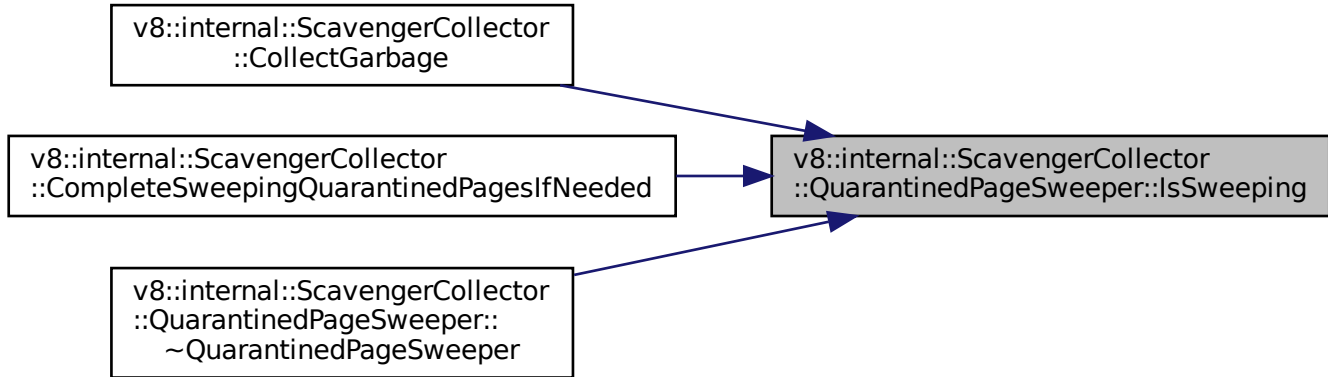 v8::internal::ScavengerCollector
::CollectGarbage
v8::internal::ScavengerCollector
::CompleteSweepingQuarantinedPagesIfNeeded
v8::internal::ScavengerCollector
::QuarantinedPageSweeper::IsSweeping
v8::internal::ScavengerCollector
::QuarantinedPageSweeper::
~QuarantinedPageSweeper